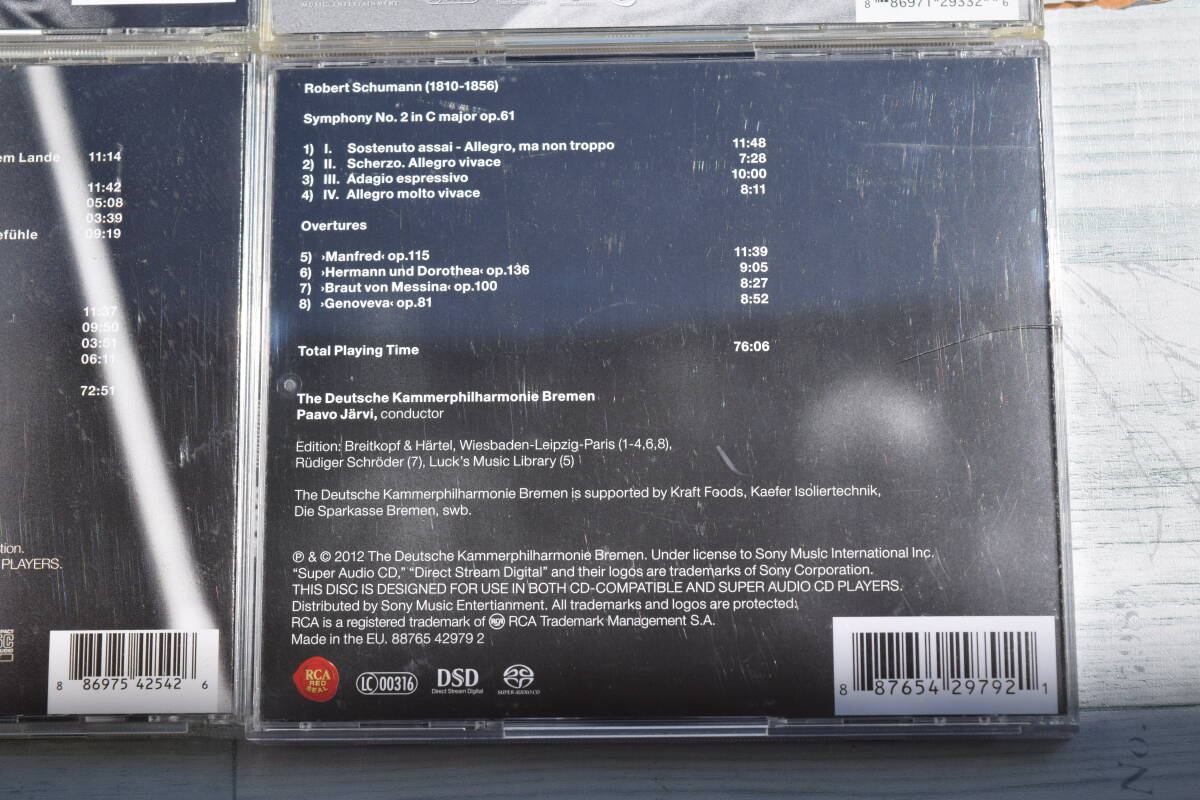 MUSIC ENTERTAINMENT
Direct Stream Digital
8 86971 29332 6
em Lande 11:14
11:42
05:08
03:39
efühle 09:19
11:37
09:50
03:51
06:11
72:51
tion.
PLAYERS.
8 86975 42542 6
Robert Schumann (1810-1856)
Symphony No. 2 in C major op.61
1) I. Sostenuto assai - Allegro, ma non troppo 11:48
2) II. Scherzo. Allegro vivace 7:28
3) III. Adagio espressivo 10:00
4) IV. Allegro molto vivace 8:11
Overtures
5) ›Manfred‹ op.115 11:39
6) ›Hermann und Dorothea‹ op.136 9:05
7) ›Braut von Messina‹ op.100 8:27
8) ›Genoveva‹ op.81 8:52
Total Playing Time 76:06
The Deutsche Kammerphilharmonie Bremen
Paavo Järvi, conductor
Edition: Breitkopf & Härtel, Wiesbaden-Leipzig-Paris (1-4,6,8),
Rüdiger Schröder (7), Luck's Music Library (5)
The Deutsche Kammerphilharmonie Bremen is supported by Kraft Foods, Kaefer Isoliertechnik,
Die Sparkasse Bremen, swb.
℗ & © 2012 The Deutsche Kammerphilharmonie Bremen. Under license to Sony Music International Inc.
"Super Audio CD," "Direct Stream Digital" and their logos are trademarks of Sony Corporation.
THIS DISC IS DESIGNED FOR USE IN BOTH CD-COMPATIBLE AND SUPER AUDIO CD PLAYERS.
Distributed by Sony Music Entertianment. All trademarks and logos are protected.
RCA is a registered trademark of RCA RCA Trademark Management S.A.
Made in the EU. 88765 42979 2
RCA RED SEAL
LC 00316
DSD
Direct Stream Digital
SUPER AUDIO CD
8 87654 29792 1
No.